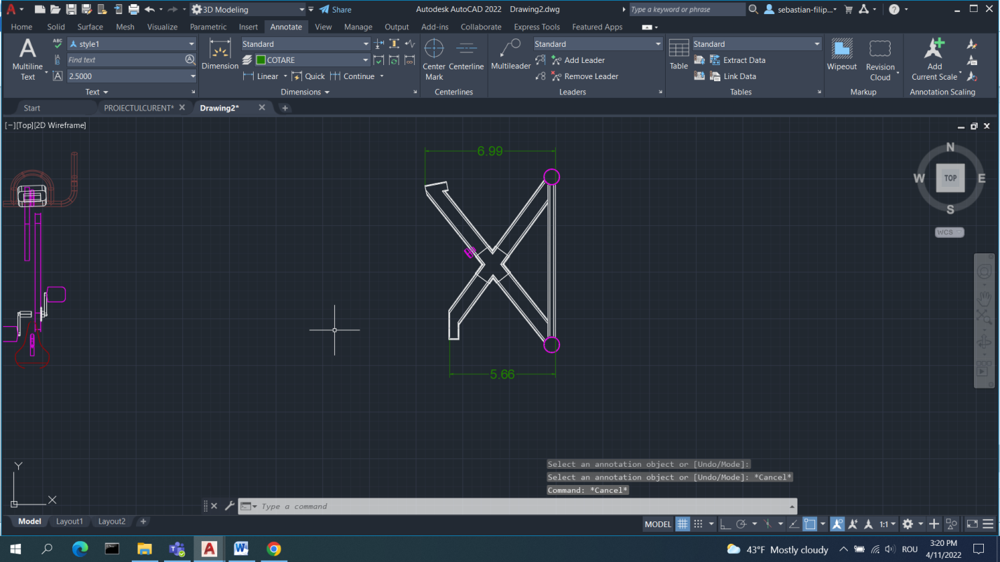 3D Modeling
Share
Autodesk AutoCAD 2022 Drawing2.dwg
Type a keyword or phrase
sebastian-filip...
Home Solid Surface Mesh Visualize Parametric Insert Annotate View Manage Output Add-ins Collaborate Express Tools Featured Apps
A
Multiline
Text
ABC
style1
Find text
2.5000
Text
Dimension
Standard
COTARE
Linear Quick Continue
Dimensions
Center
Mark
Centerline
Centerlines
Multileader
Standard
Add Leader
Remove Leader
Leaders
Table
Standard
Extract Data
Link Data
Tables
Wipeout
Revision
Cloud
Markup
Add
Current Scale
Annotation Scaling
Start PROIECTULCURENT* Drawing2*
[−][Top][2D Wireframe]
6.99
5.66
N
W TOP E
S
WCS
Y
X
Select an annotation object or [Undo/Mode]:
Select an annotation object or [Undo/Mode]: *Cancel*
Command: *Cancel*
Type a command
Model Layout1 Layout2
MODEL 1:1
43°F Mostly cloudy ROU
3:20 PM
4/11/2022